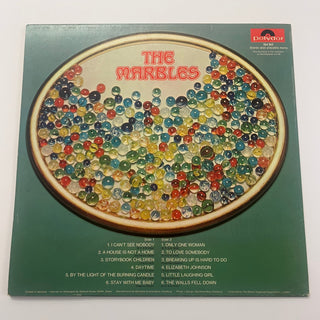 polydor
THE
MARBLES
Side 1
1. I CAN'T SEE NOBODY
2. A HOUSE IS NOT A HOME
3. STORYBOOK CHILDREN
4. DAYTIME
5. BY THE LIGHT OF THE BURNING CANDLE
6. STAY WITH ME BABY
Side 2
1. ONLY ONE WOMAN
2. TO LOVE SOMEBODY
3. BREAKING UP IS HARD TO DO
4. ELIZABETH JOHNSON
5. LITTLE LAUGHING GIRL
6. THE WALLS FELL DOWN